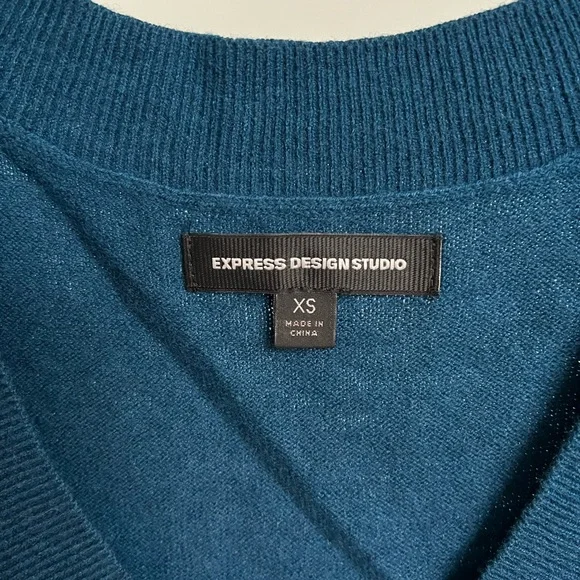 EXPRESS DESIGN STUDIO
XS
MADE IN
CHINA